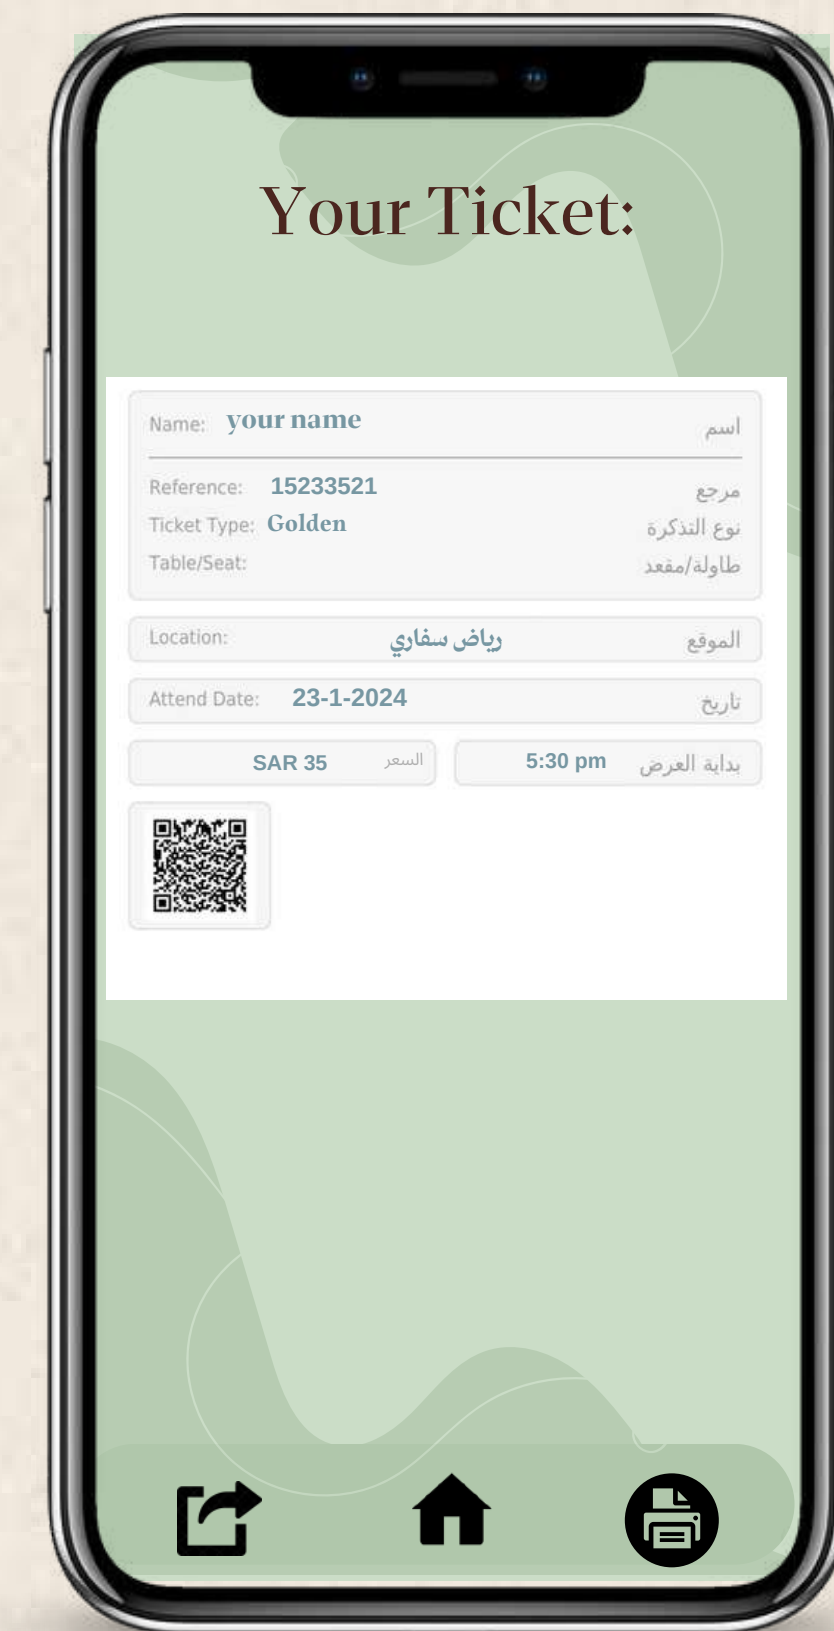 Your Ticket:
Name: your name اسم
Reference: 15233521 مرجع
Ticket Type: Golden نوع التذكرة
Table/Seat: طاولة/مقعد
Location: رياض سفاري الموقع
Attend Date: 23-1-2024 تاريخ
SAR 35 السعر 5:30 pm بداية العرض